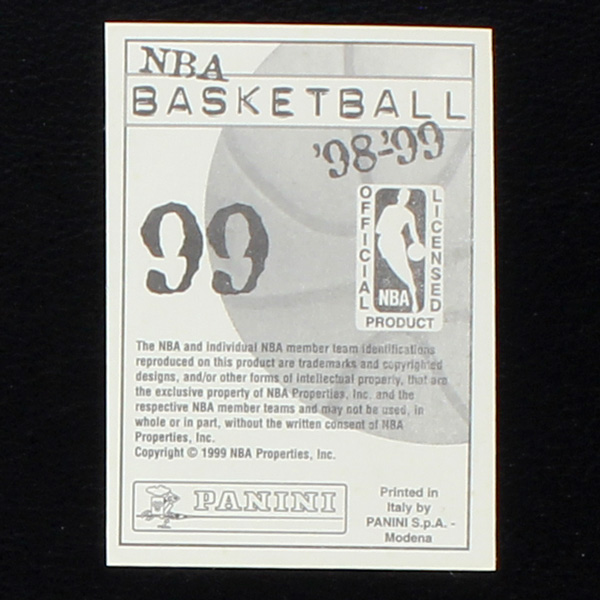 NBA
BASKETBALL
'98-'99
99
OFFICIAL
LICENSED
NBA
PRODUCT
The NBA and individual NBA member team identifications
reproduced on this product are trademarks and copyrighted
designs, and/or other forms of intellectual property, that are
the exclusive property of NBA Properties, Inc. and the
respective NBA member teams and may not be used, in
whole or in part, without the written consent of NBA
Properties, Inc.
Copyright © 1999 NBA Properties, Inc.
PANINI
Printed in
Italy by
PANINI S.p.A. -
Modena